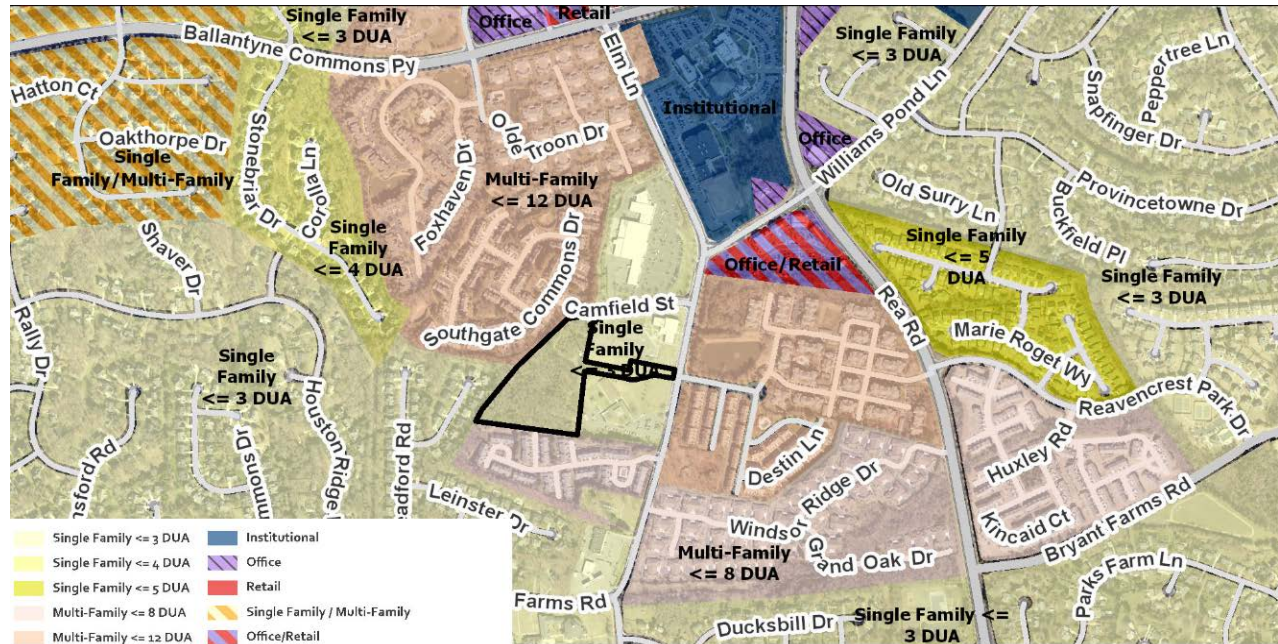 Single Family
<= 3 DUA
Office
Retail
Ballantyne Commons Py
Elm Ln
Single Family
<= 3 DUA
Peppertree Ln
Snapfinger Dr
Hatton Ct
Institutional
Williams Pond Ln
Oakthorpe Dr
Stonebriar Dr
Corolla Ln
Olde Troon Dr
Foxhaven Dr
Office
Single
Family/Multi-Family
Multi-Family
<= 12 DUA
Provincetowne Dr
Old Surry Ln
Buckfield Pl
Shaver Dr
Single
Family
<= 4 DUA
Southgate Commons Dr
Single Family
<= 5
DUA
Office/Retail
Rea Rd
Single Family
<= 3 DUA
Camfield St
Single
Family
<= 3 DUA
Marie Roget Wy
Rally Dr
Single
Family
<= 3 DUA
Houston Ridge
Reavencrest Park Dr
Destin Ln
Huxley Rd
nsford Rd
mmons Dr
eadford Rd
Leinster Dr
Windsor Ridge Dr
Grand Oak Dr
Kincaid Ct
Bryant Farms Rd
Multi-Family
<= 8 DUA
Parks Farm Ln
Farms Rd
Ducksbill Dr
Single Family <=
3 DUA
Single Family <= 3 DUA
Institutional
Single Family <= 4 DUA
Office
Single Family <= 5 DUA
Retail
Multi-Family <= 8 DUA
Single Family / Multi-Family
Multi-Family <= 12 DUA
Office/Retail